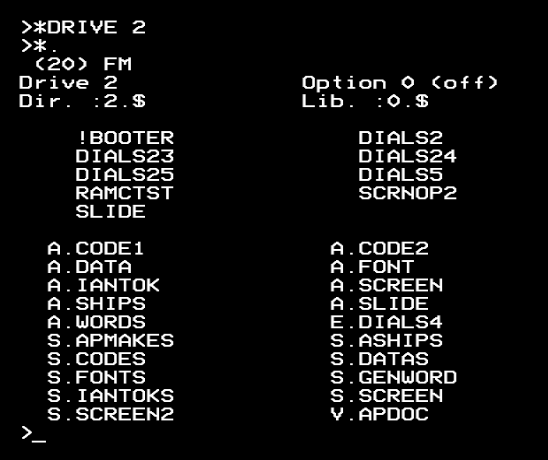 >*DRIVE 2
>*.
(20) FM
Drive 2 Option 0 (off)
Dir. :2.$ Lib. :0.$
!BOOTER DIALS2
DIALS23 DIALS24
DIALS25 DIALS5
RAMCTST SCRNOP2
SLIDE
A.CODE1 A.CODE2
A.DATA A.FONT
A.IANTOK A.SCREEN
A.SHIPS A.SLIDE
A.WORDS E.DIALS4
S.APMAKES S.ASHIPS
S.CODES S.DATAS
S.FONTS S.GENWORD
S.IANTOKS S.SCREEN
S.SCREEN2 V.APDOC
>_